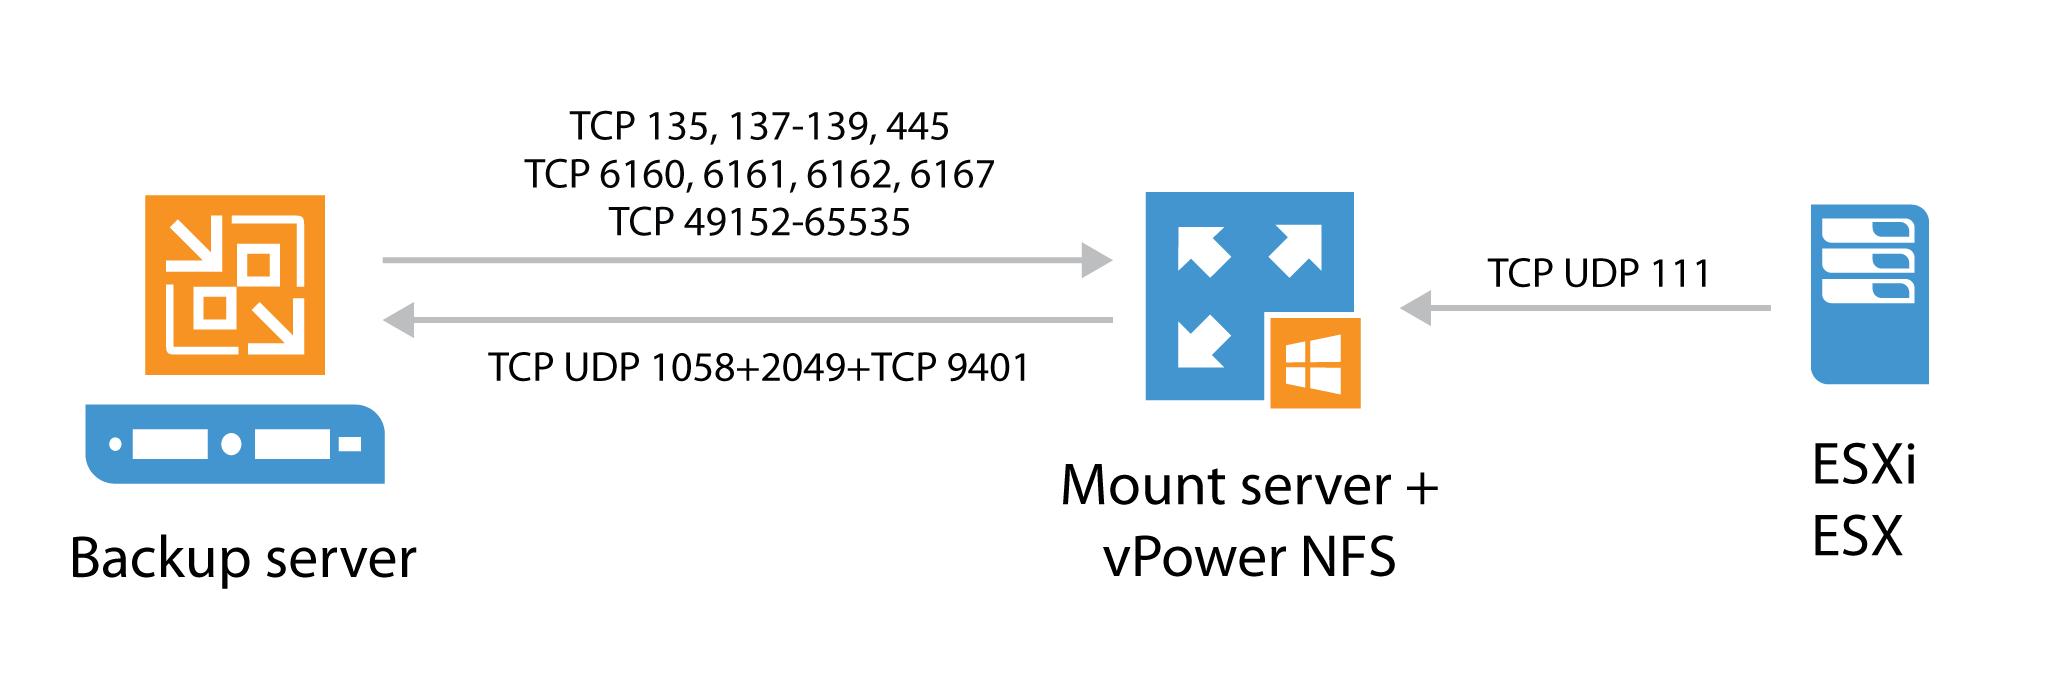 TCP 135, 137-139, 445
TCP 6160, 6161, 6162, 6167
TCP 49152-65535
TCP UDP 1058+2049+TCP 9401
TCP UDP 111
Backup server
Mount server +
vPower NFS
ESXi
ESX